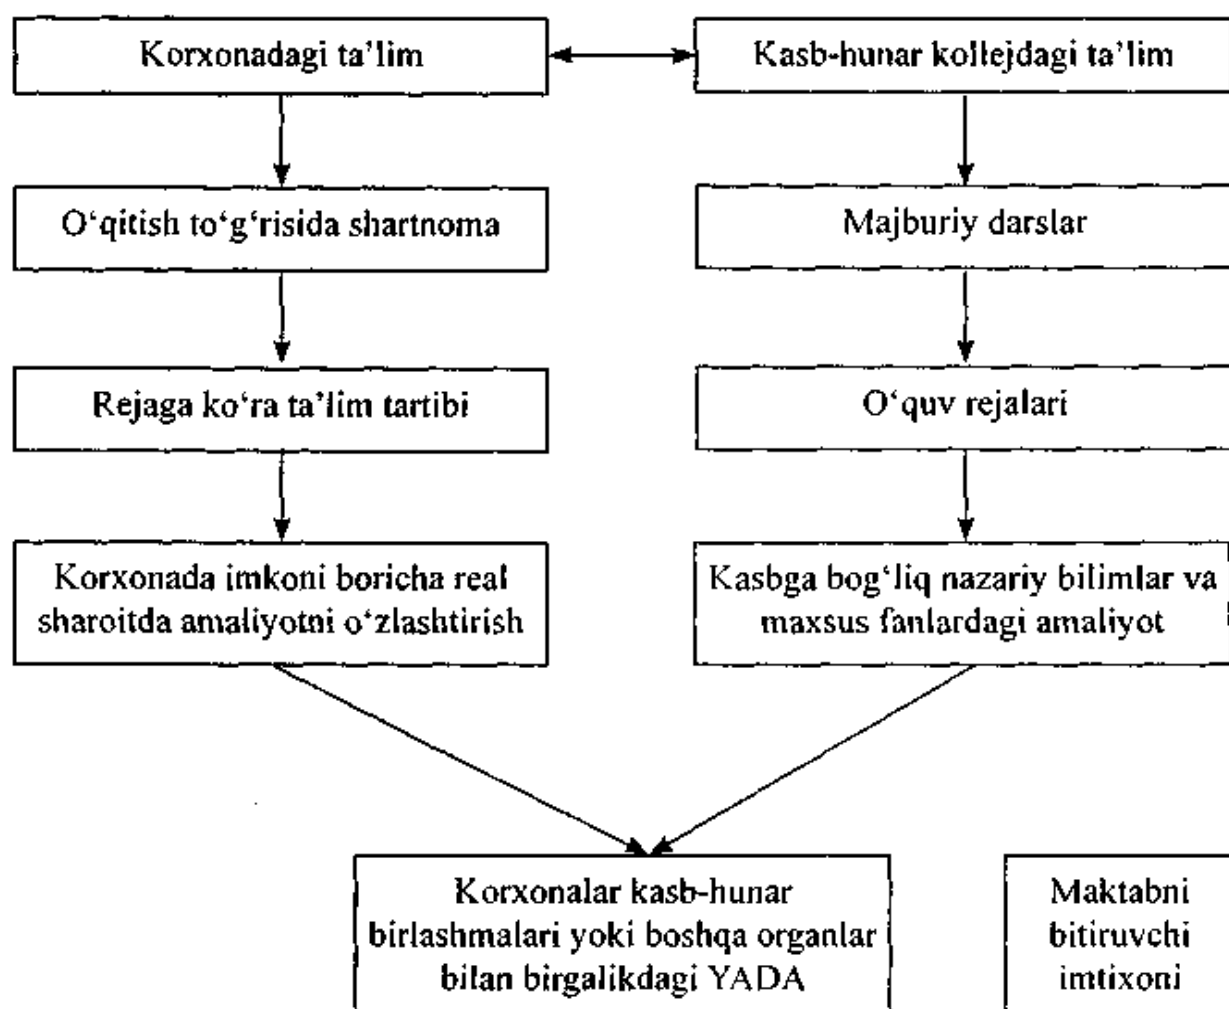 Korxonadagi ta’lim
Kasb-hunar kollejdagi ta’lim
O‘qitish to‘g‘risida shartnoma
Majburiy darslar
Rejaga ko‘ra ta’lim tartibi
O‘quv rejalari
Korxonada imkoni boricha real
sharoitda amaliyotni o‘zlashtirish
Kasbga bog‘liq nazariy bilimlar va
maxsus fanlardagi amaliyot
Korxonalar kasb-hunar
birlashmalari yoki boshqa organlar
bilan birgalikdagi YADA
Maktabni
bitiruvchi
imtixoni